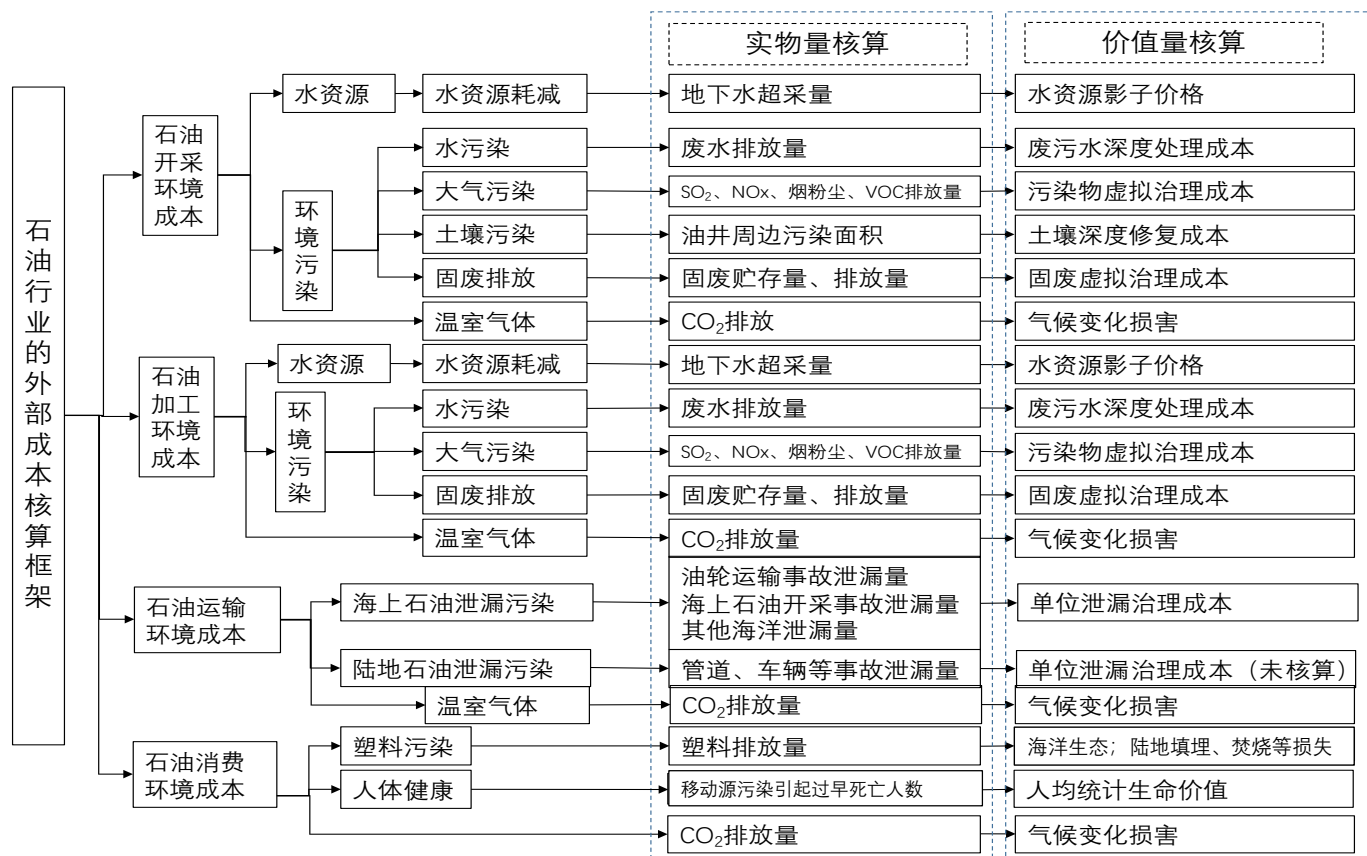 实物量核算
价值量核算
石油行业的外部成本核算框架
石油
开采
环境
成本
水资源
水资源耗减
地下水超采量
水资源影子价格
环境污染
水污染
废水排放量
废污水深度处理成本
大气污染
SO₂、NOx、烟粉尘、VOC排放量
污染物虚拟治理成本
土壤污染
油井周边污染面积
土壤深度修复成本
固废排放
固废贮存量、排放量
固废虚拟治理成本
温室气体
CO₂排放
气候变化损害
石油
加工
环境
成本
水资源
水资源耗减
地下水超采量
水资源影子价格
环境污染
水污染
废水排放量
废污水深度处理成本
大气污染
SO₂、NOx、烟粉尘、VOC排放量
污染物虚拟治理成本
固废排放
固废贮存量、排放量
固废虚拟治理成本
温室气体
CO₂排放量
气候变化损害
石油运输
环境成本
海上石油泄漏污染
油轮运输事故泄漏量
海上石油开采事故泄漏量
其他海洋泄漏量
单位泄漏治理成本
陆地石油泄漏污染
管道、车辆等事故泄漏量
单位泄漏治理成本（未核算）
温室气体
CO₂排放量
气候变化损害
石油消费
环境成本
塑料污染
塑料排放量
海洋生态；陆地填埋、焚烧等损失
人体健康
移动源污染引起过早死亡人数
人均统计生命价值
CO₂排放量
气候变化损害